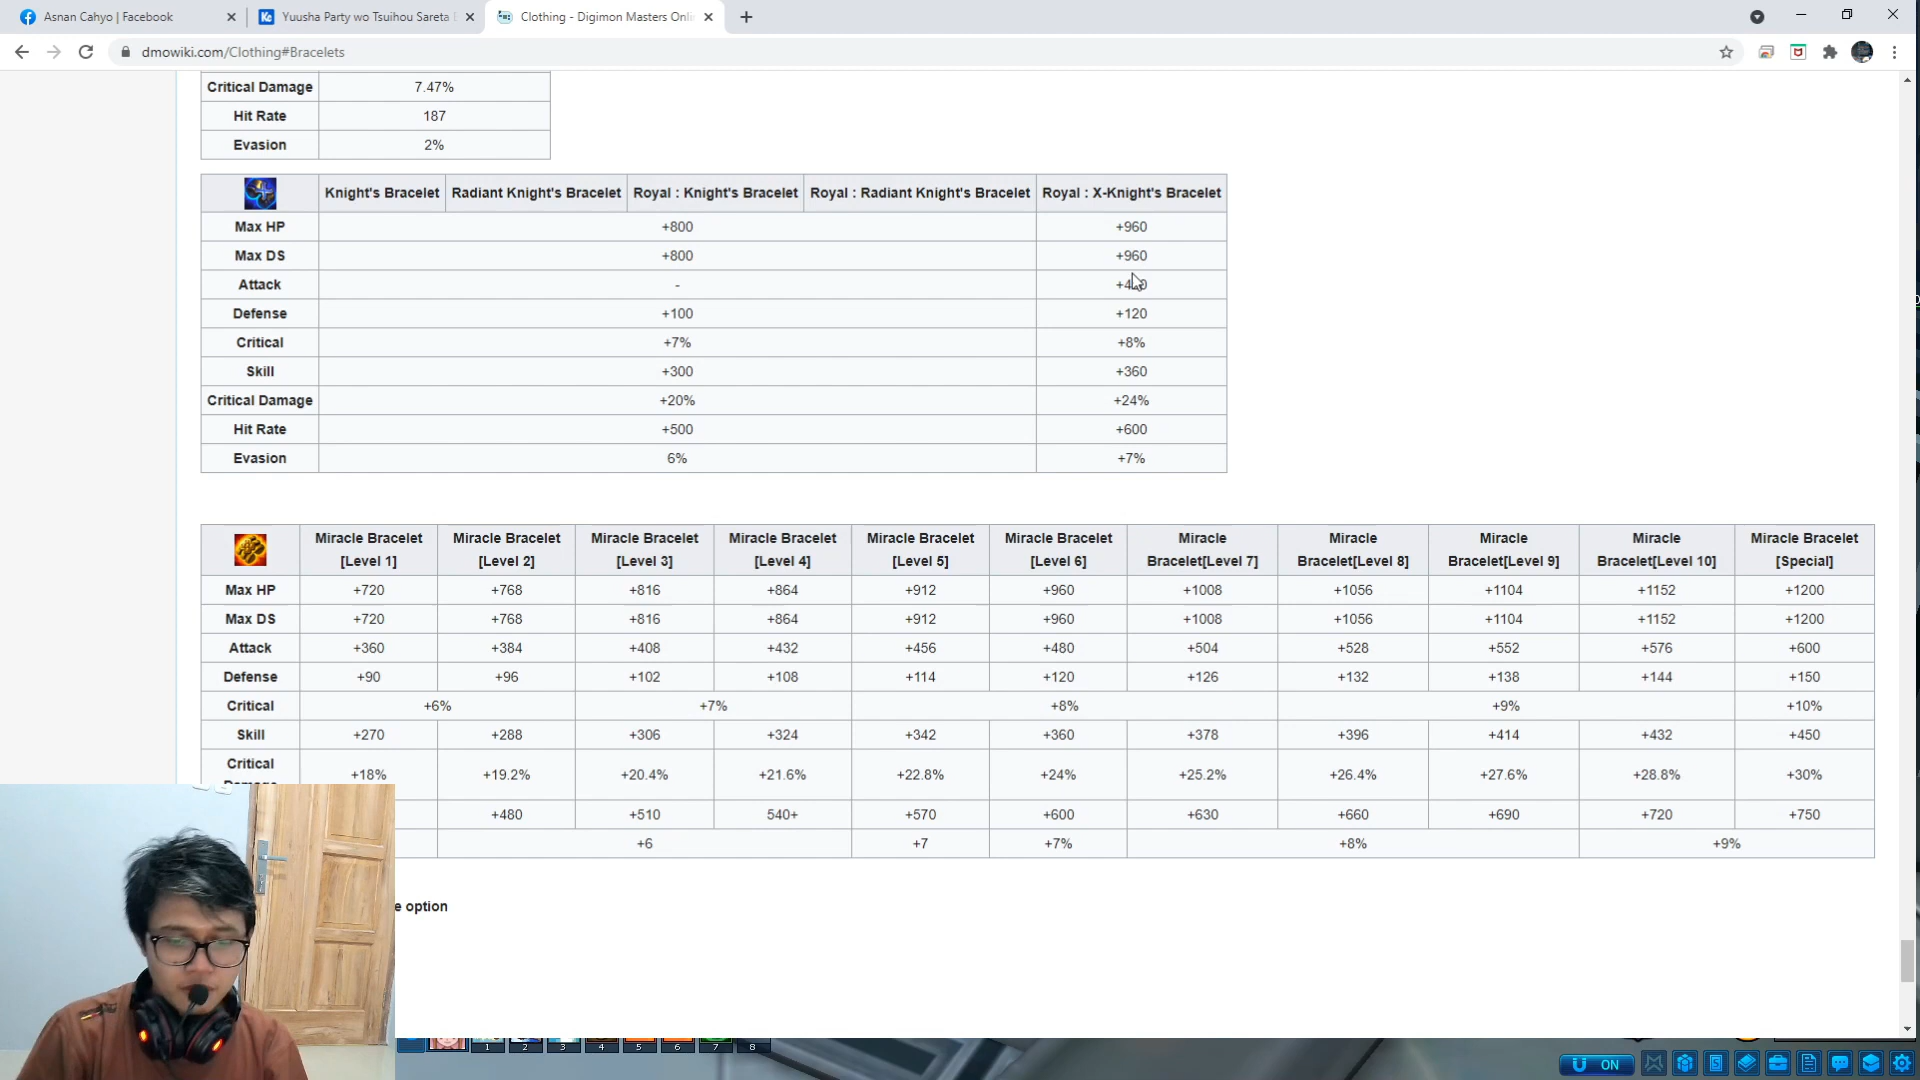 Asnan Cahyo | Facebook
Yuusha Party wo Tsuihou Sareta
Clothing - Digimon Masters Onli
dmowiki.com/Clothing#Bracelets
Critical Damage 7.47%
Hit Rate 187
Evasion 2%
Knight's Bracelet Radiant Knight's Bracelet Royal : Knight's Bracelet Royal : Radiant Knight's Bracelet Royal : X-Knight's Bracelet
Max HP +800 +960
Max DS +800 +960
Attack -
Defense +100 +120
Critical +7% +8%
Skill +300 +360
Critical Damage +20% +24%
Hit Rate +500 +600
Evasion 6% +7%
Miracle Bracelet Miracle Bracelet Miracle Bracelet Miracle Bracelet Miracle Bracelet Miracle Bracelet Miracle Miracle Miracle Miracle Miracle Bracelet
[Level 1] [Level 2] [Level 3] [Level 4] [Level 5] [Level 6] Bracelet[Level 7] Bracelet[Level 8] Bracelet[Level 9] Bracelet[Level 10] [Special]
Max HP +720 +768 +816 +864 +912 +960 +1008 +1056 +1104 +1152 +1200
Max DS +720 +768 +816 +864 +912 +960 +1008 +1056 +1104 +1152 +1200
Attack +360 +384 +408 +432 +456 +480 +504 +528 +552 +576 +600
Defense +90 +96 +102 +108 +114 +120 +126 +132 +138 +144 +150
Critical +6% +7% +8% +9% +10%
Skill +270 +288 +306 +324 +342 +360 +378 +396 +414 +432 +450
Critical
+18% +19.2% +20.4% +21.6% +22.8% +24% +25.2% +26.4% +27.6% +28.8% +30%
+480 +510 540+ +570 +600 +630 +660 +690 +720 +750
+6 +7 +7% +8% +9%
e option
1 2 3 4 5 6 7 8
ON